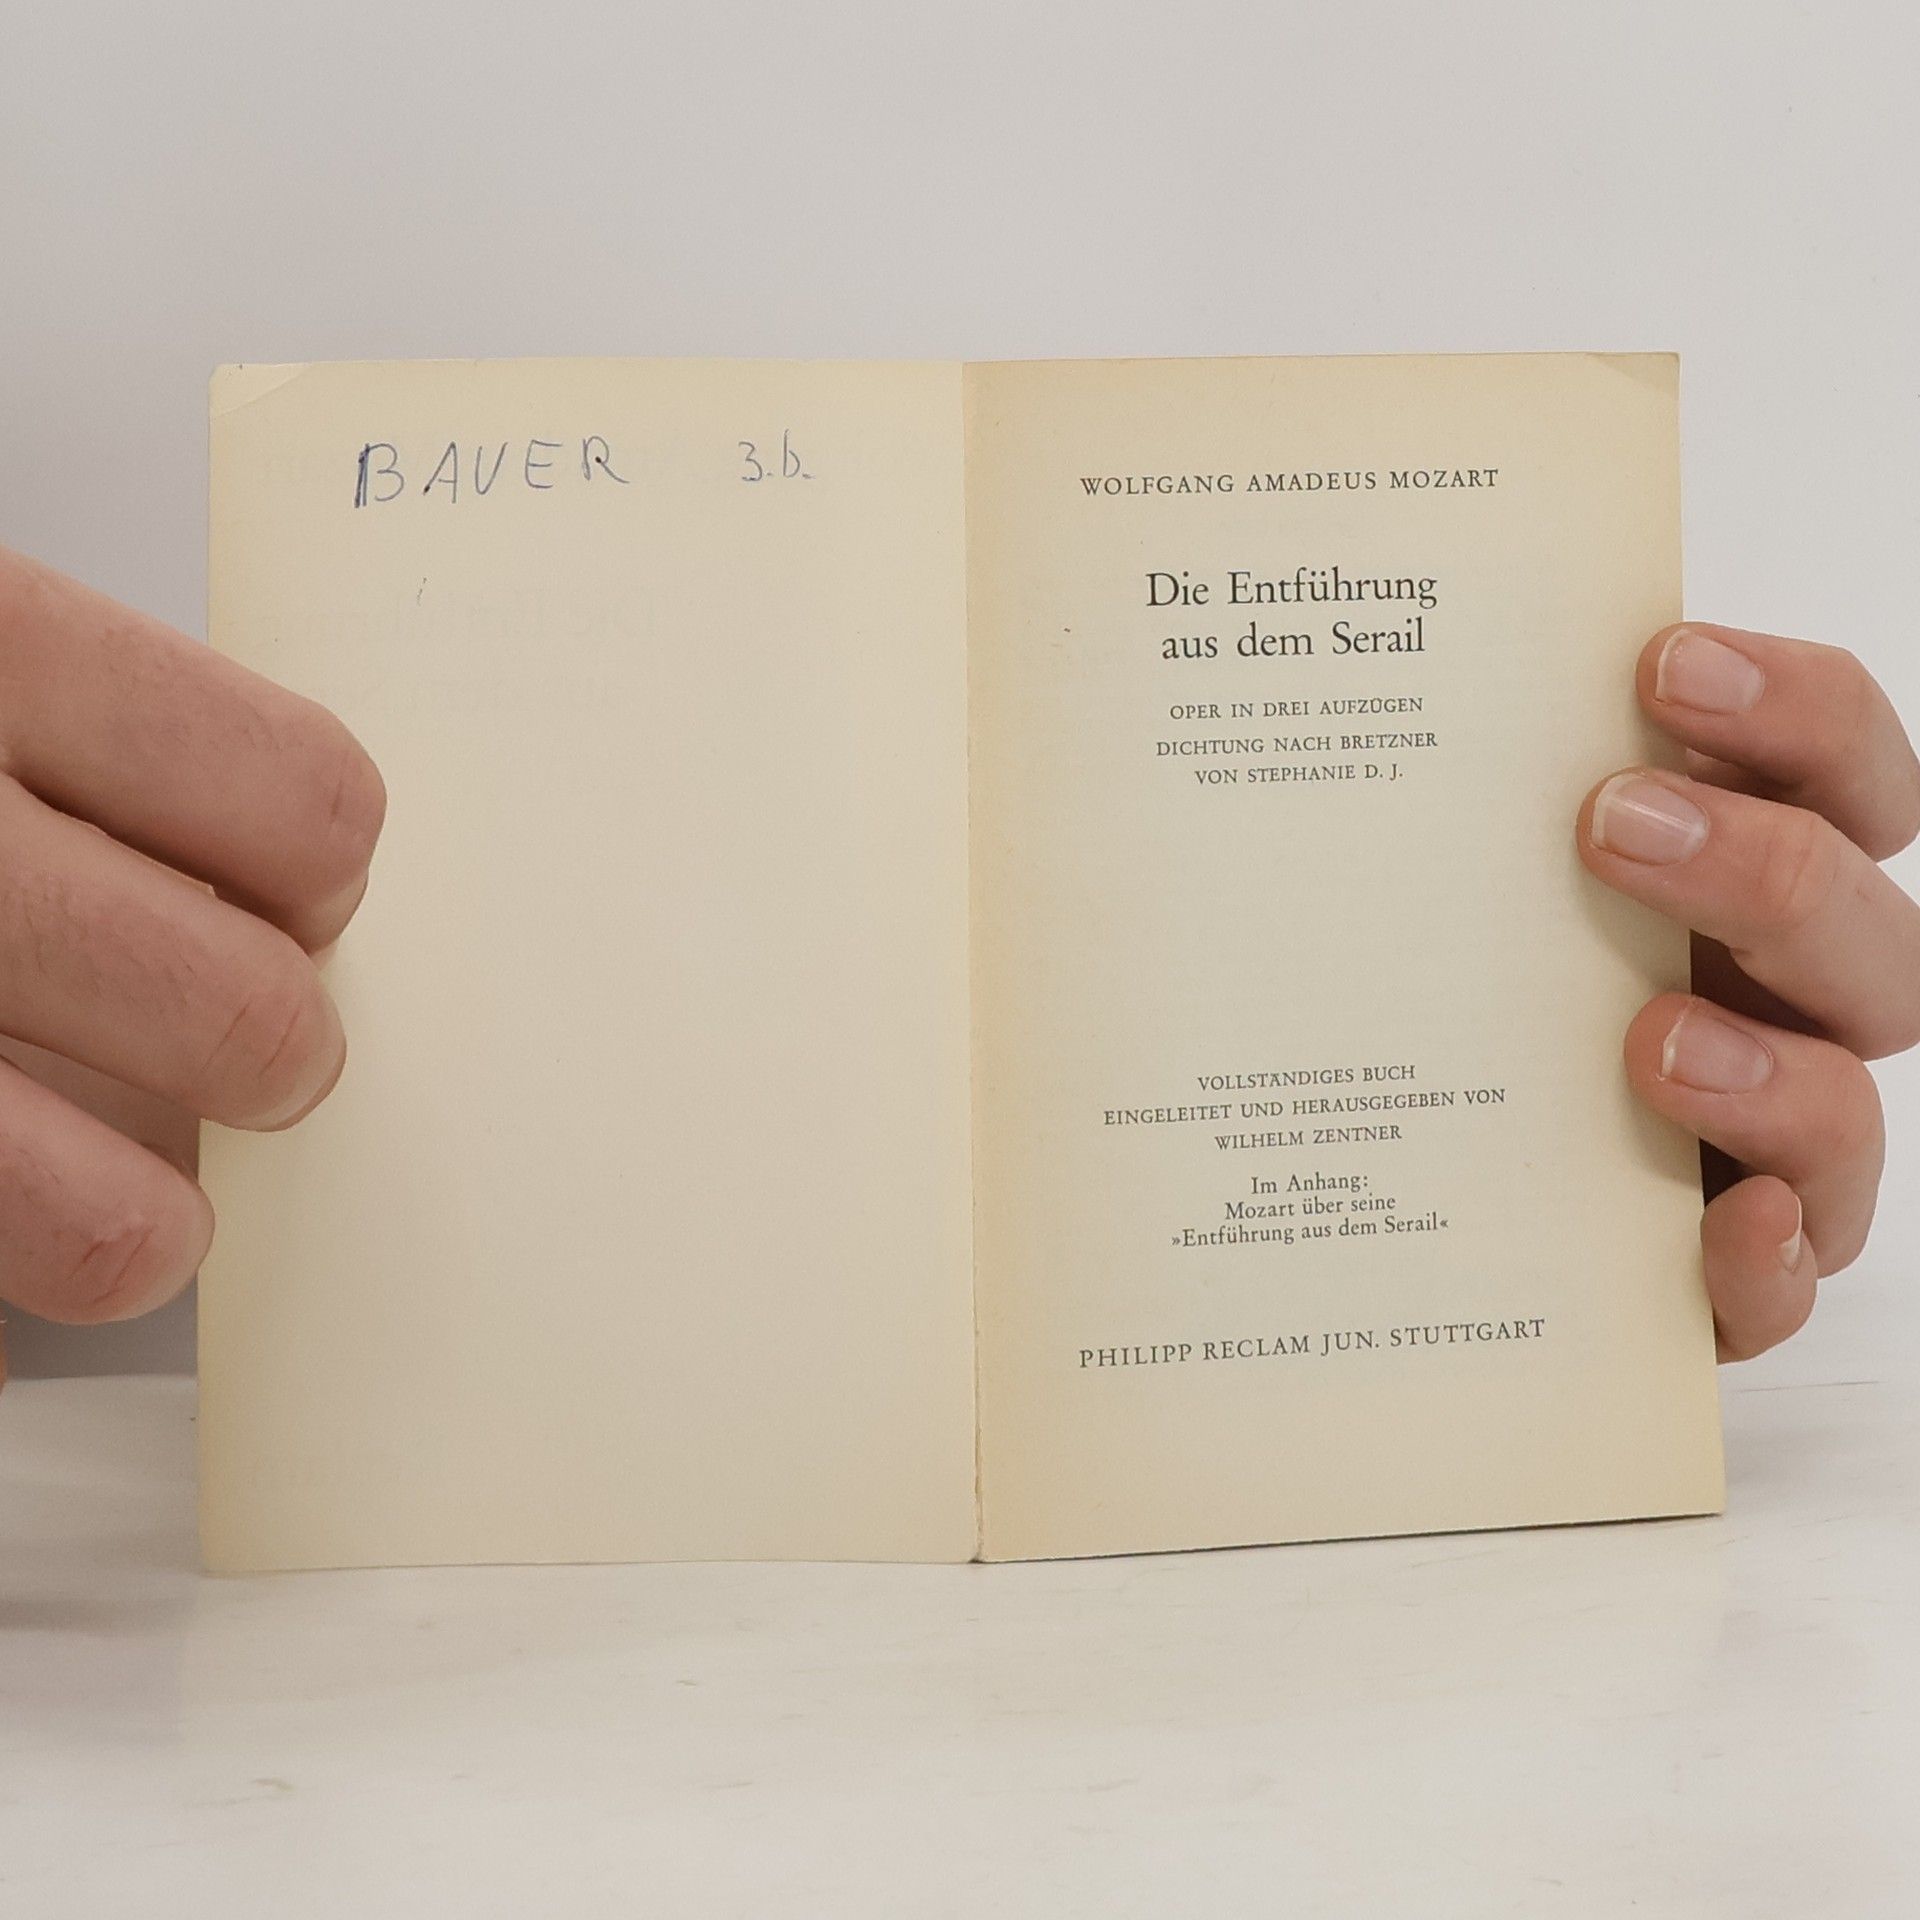 BAUER 3.b.
WOLFGANG AMADEUS MOZART
Die Entführung
aus dem Serail
OPER IN DREI AUFZÜGEN
DICHTUNG NACH BRETZNER
VON STEPHANIE D. J.
VOLLSTÄNDIGES BUCH
EINGELEITET UND HERAUSGEGEBEN VON
WILHELM ZENTNER
Im Anhang:
Mozart über seine
»Entführung aus dem Serail«
PHILIPP RECLAM JUN. STUTTGART